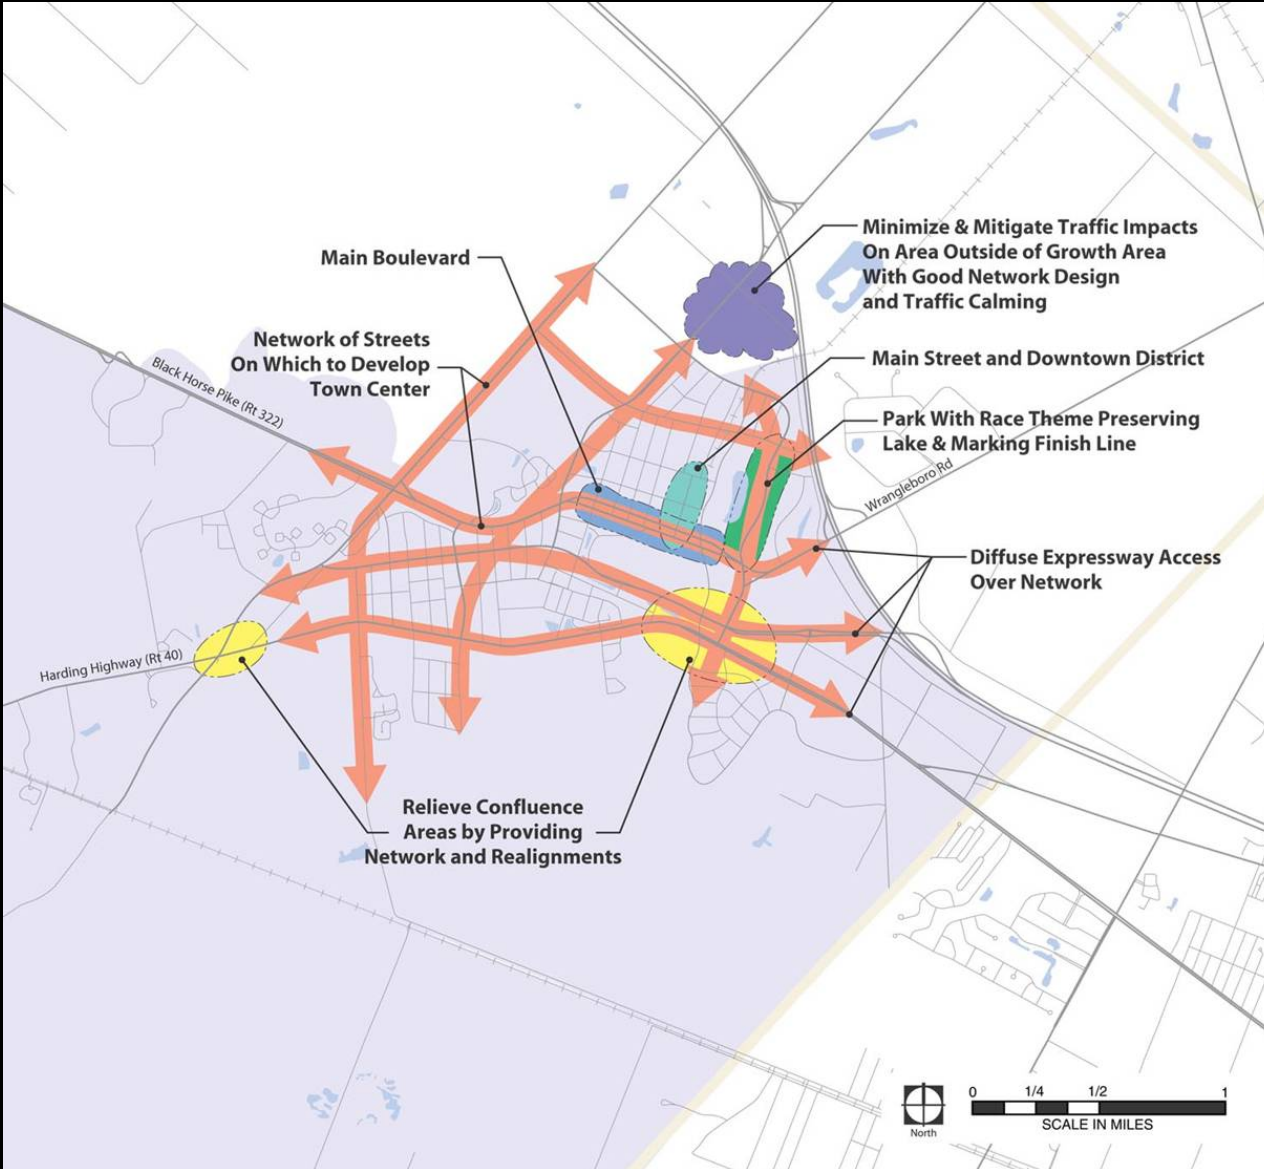 Minimize & Mitigate Traffic Impacts
On Area Outside of Growth Area
With Good Network Design
and Traffic Calming
Main Boulevard
Network of Streets
On Which to Develop
Town Center
Main Street and Downtown District
Black Horse Pike (Rt 322)
Park With Race Theme Preserving
Lake & Marking Finish Line
Wrangleboro Rd
Diffuse Expressway Access
Over Network
Harding Highway (Rt 40)
Relieve Confluence
Areas by Providing
Network and Realignments
North
0 1/4 1/2 1
SCALE IN MILES